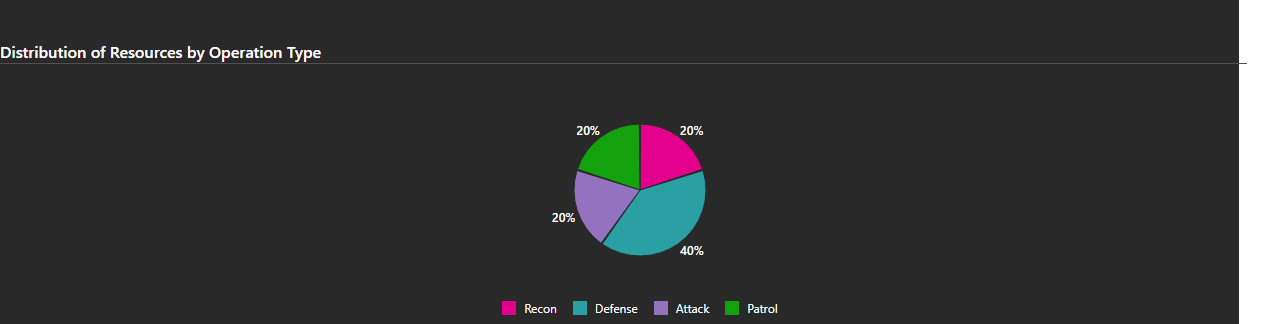 Distribution of Resources by Operation Type
20%
20%
20%
40%
Recon
Defense
Attack
Patrol